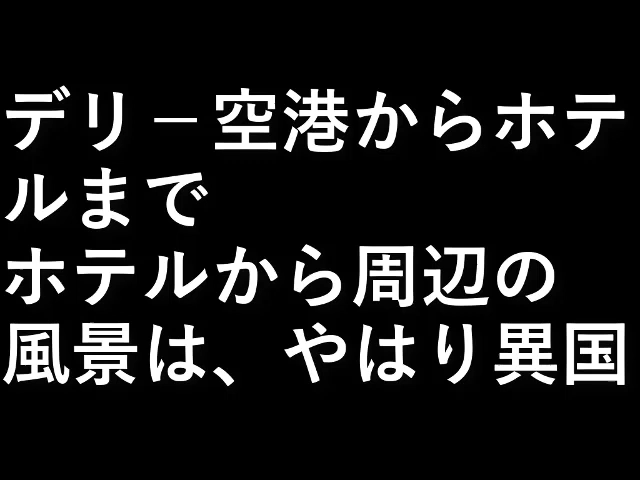 デリー空港からホテ
ルまで
ホテルから周辺の
風景は、やはり異国